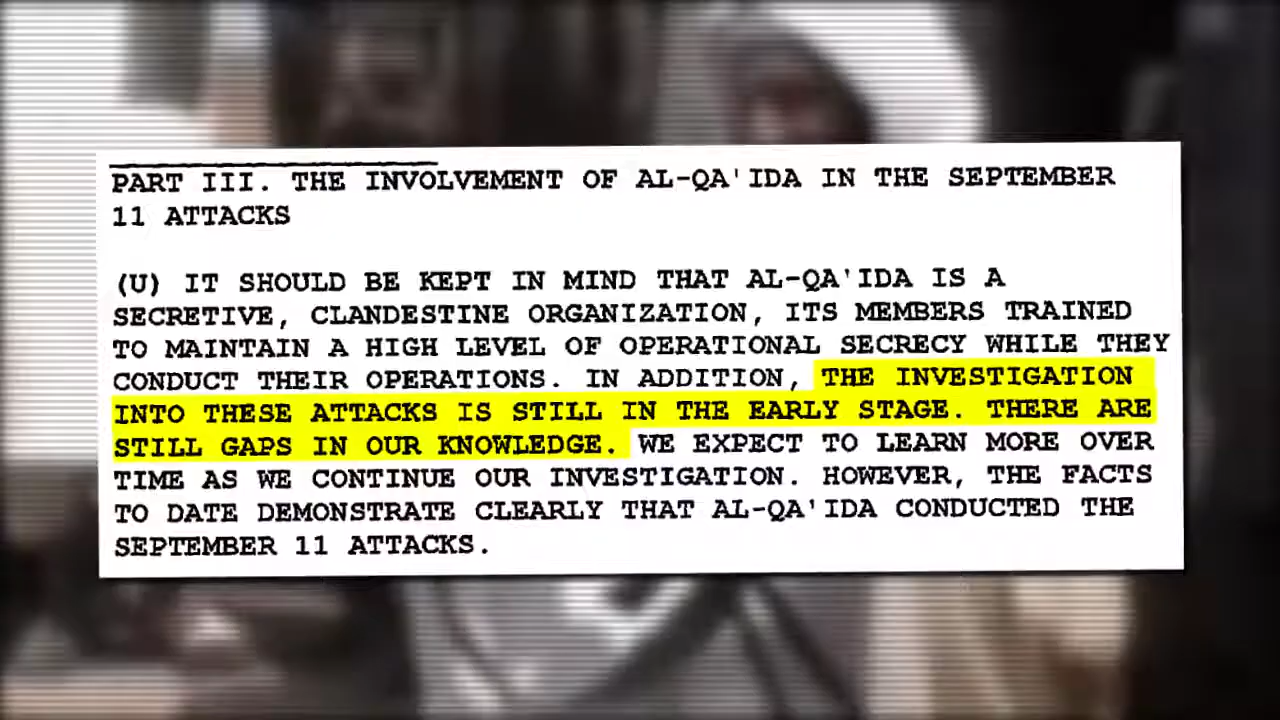 PART III. THE INVOLVEMENT OF AL-QA'IDA IN THE SEPTEMBER
11 ATTACKS
(U) IT SHOULD BE KEPT IN MIND THAT AL-QA'IDA IS A
SECRETIVE, CLANDESTINE ORGANIZATION, ITS MEMBERS TRAINED
TO MAINTAIN A HIGH LEVEL OF OPERATIONAL SECRECY WHILE THEY
CONDUCT THEIR OPERATIONS. IN ADDITION, THE INVESTIGATION
INTO THESE ATTACKS IS STILL IN THE EARLY STAGE. THERE ARE
STILL GAPS IN OUR KNOWLEDGE. WE EXPECT TO LEARN MORE OVER
TIME AS WE CONTINUE OUR INVESTIGATION. HOWEVER, THE FACTS
TO DATE DEMONSTRATE CLEARLY THAT AL-QA'IDA CONDUCTED THE
SEPTEMBER 11 ATTACKS.